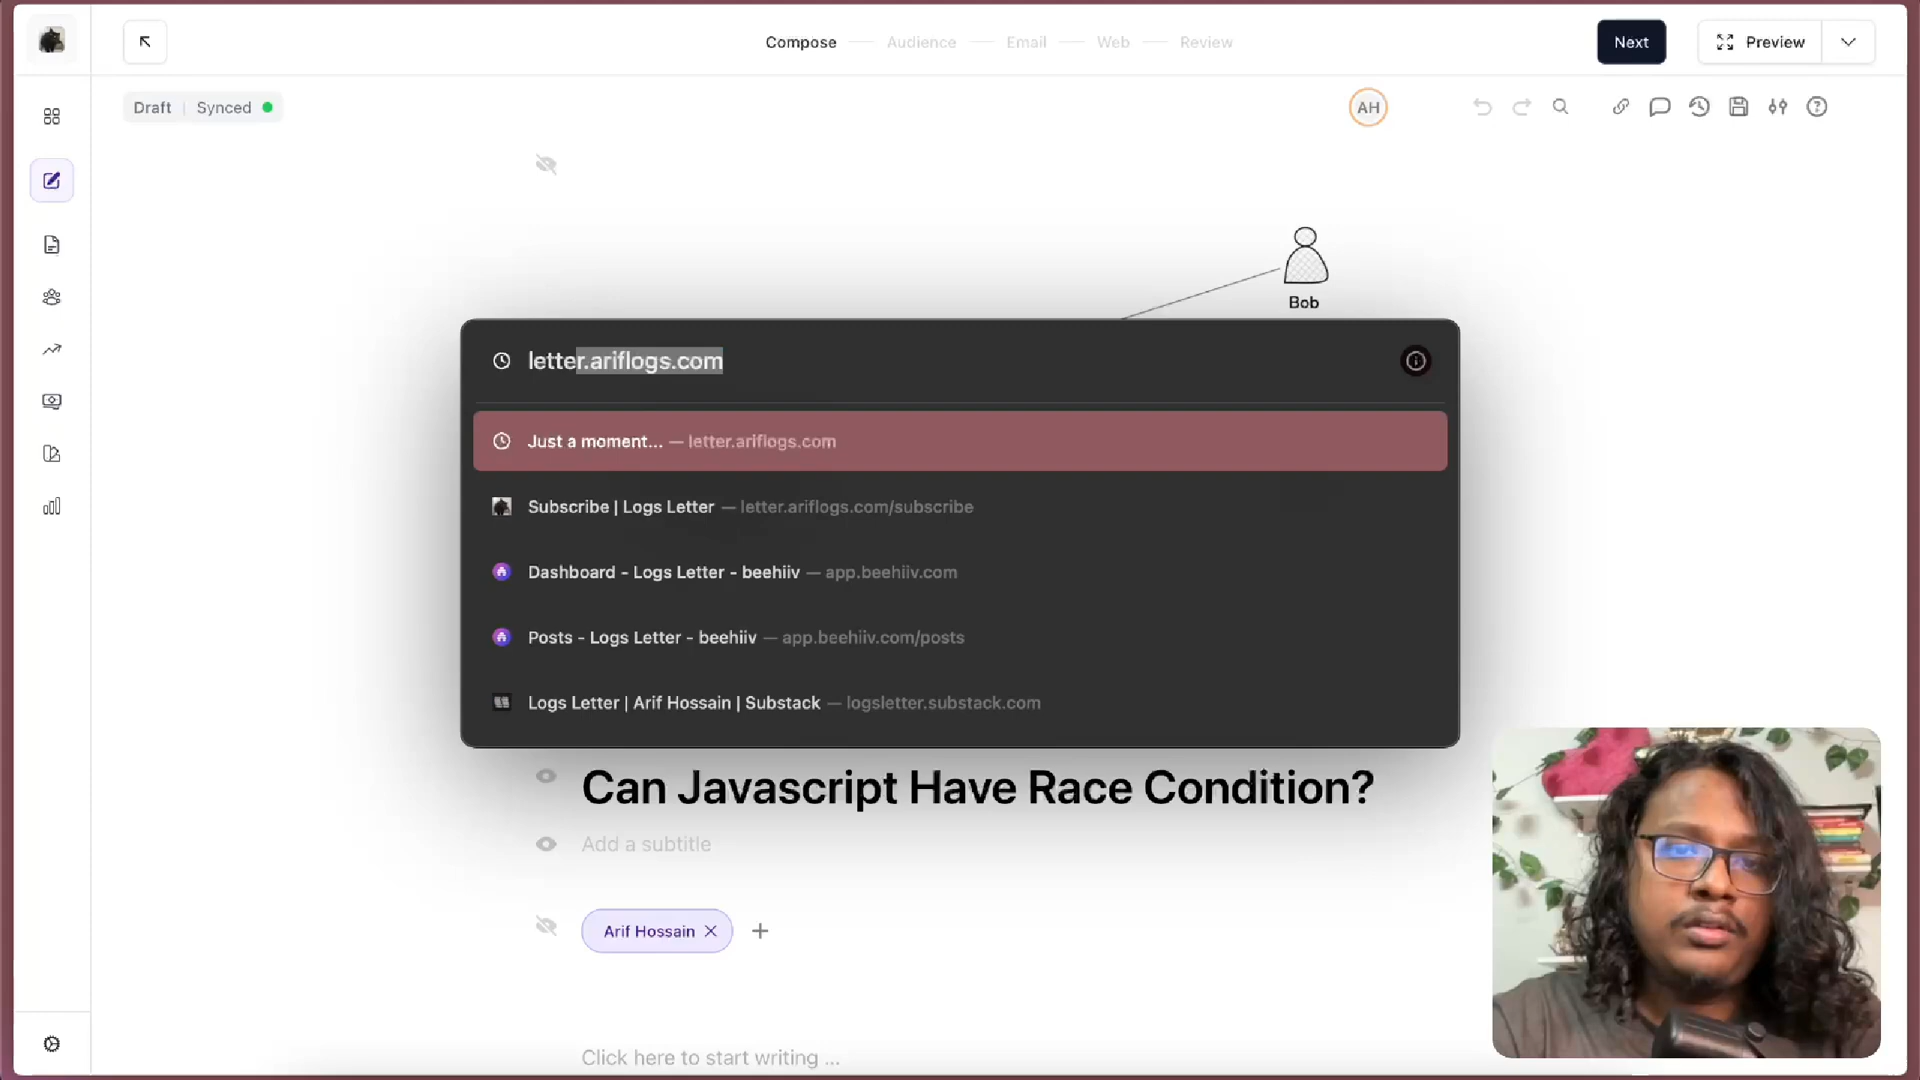 Compose
Audience
Email
Web
Review
Next
Preview
Draft
Synced
AH
Bob
letter.ariflogs.com
Just a moment... — letter.ariflogs.com
Subscribe | Logs Letter — letter.ariflogs.com/subscribe
Dashboard - Logs Letter - beehiiv — app.beehiiv.com
Posts - Logs Letter - beehiiv — app.beehiiv.com/posts
Logs Letter | Arif Hossain | Substack — logsletter.substack.com
Can Javascript Have Race Condition?
Add a subtitle
Arif Hossain
Click here to start writing ...